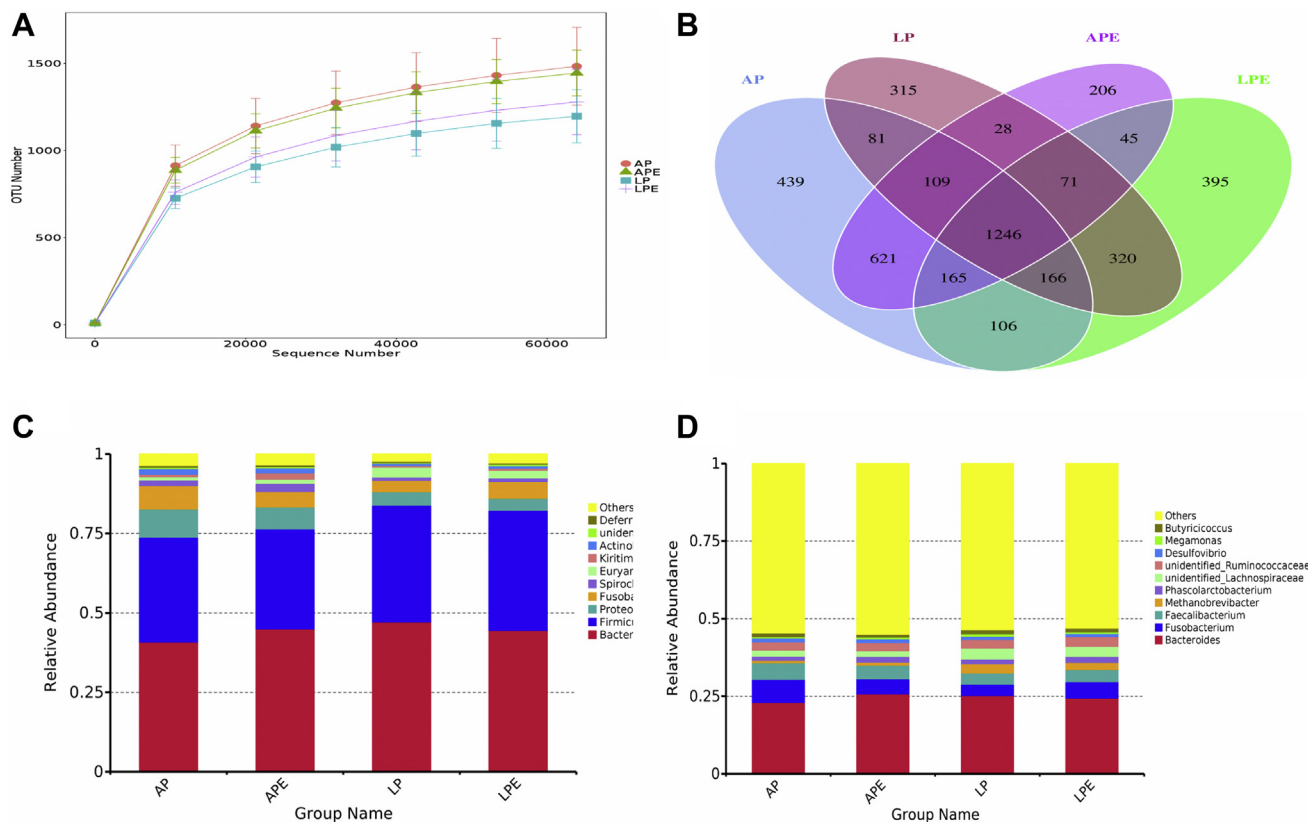 A
OTU Number
1500
1000
500
0
0
20000
40000
60000
Sequence Number
AP
APE
LP
LPE
B
LP
APE
AP
LPE
315
206
81
28
45
439
109
71
395
1246
621
165
166
320
106
C
Relative Abundance
1
0.75
0.5
0.25
0
AP
APE
LP
LPE
Group Name
Others
Deferr
uniden
Actino
Kiritim
Euryar
Spiroc
Fusoba
Proteo
Firmic
Bacter
D
Relative Abundance
1
0.75
0.5
0.25
0
AP
APE
LP
LPE
Group Name
Others
Butyricicoccus
Megamonas
Desulfovibrio
unidentified_Ruminococcaceae
unidentified_Lachnospiraceae
Phascolarctobacterium
Methanobrevibacter
Faecalibacterium
Fusobacterium
Bacteroides